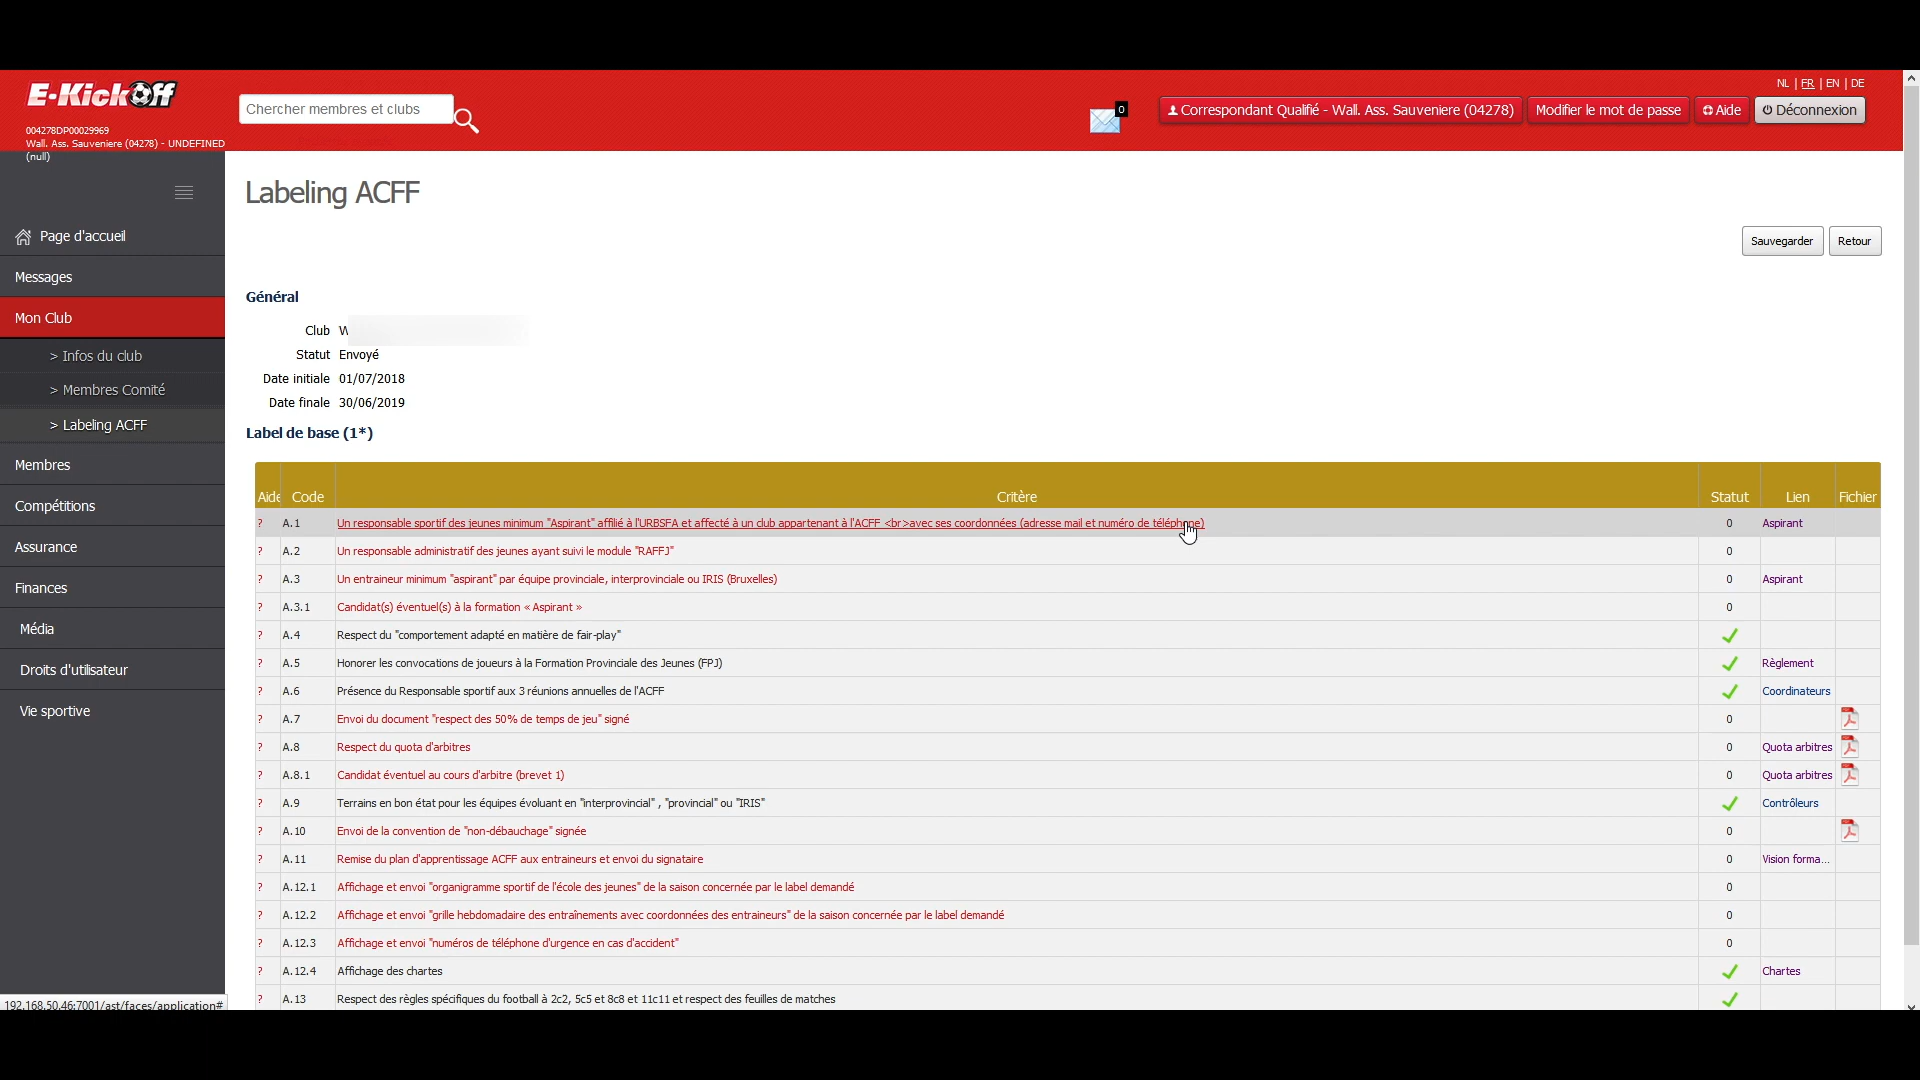 E-Kickoff
NL | FR | EN | DE
Chercher membres et clubs
0
Correspondant Qualifié - Wall. Ass. Sauveniere (04278)
Modifier le mot de passe
Aide
Déconnexion
004278DP00029969
Wall. Ass. Sauveniere (04278) - UNDEFINED
(null)
Labeling ACFF
Sauvegarder
Retour
Page d'accueil
Messages
Mon Club
> Infos du club
> Membres Comité
> Labeling ACFF
Membres
Compétitions
Assurance
Finances
Média
Droits d'utilisateur
Vie sportive
Général
Club W
Statut Envoyé
Date initiale 01/07/2018
Date finale 30/06/2019
Label de base (1*)
Aide Code Critère Statut Lien Fichier
? A.1 Un responsable sportif des jeunes minimum "Aspirant" affilié à l'URBSFA et affecté à un club appartenant à l'ACFF <br>avec ses coordonnées (adresse mail et numéro de téléphone) 0 Aspirant
? A.2 Un responsable administratif des jeunes ayant suivi le module "RAFFJ" 0
? A.3 Un entraineur minimum "aspirant" par équipe provinciale, interprovinciale ou IRIS (Bruxelles) 0 Aspirant
? A.3.1 Candidat(s) éventuel(s) à la formation « Aspirant » 0
? A.4 Respect du "comportement adapté en matière de fair-play"
? A.5 Honorer les convocations de joueurs à la Formation Provinciale des Jeunes (FPJ) Règlement
? A.6 Présence du Responsable sportif aux 3 réunions annuelles de l'ACFF Coordinateurs
? A.7 Envoi du document "respect des 50% de temps de jeu" signé 0
? A.8 Respect du quota d'arbitres 0 Quota arbitres
? A.8.1 Candidat éventuel au cours d'arbitre (brevet 1) 0 Quota arbitres
? A.9 Terrains en bon état pour les équipes évoluant en "interprovincial" , "provincial" ou "IRIS" Contrôleurs
? A.10 Envoi de la convention de "non-débauchage" signée 0
? A.11 Remise du plan d'apprentissage ACFF aux entraineurs et envoi du signataire 0 Vision forma...
? A.12.1 Affichage et envoi "organigramme sportif de l'école des jeunes" de la saison concernée par le label demandé 0
? A.12.2 Affichage et envoi "grille hebdomadaire des entraînements avec coordonnées des entraineurs" de la saison concernée par le label demandé 0
? A.12.3 Affichage et envoi "numéros de téléphone d'urgence en cas d'accident" 0
? A.12.4 Affichage des chartes Chartes
? A.13 Respect des règles spécifiques du football à 2c2, 5c5 et 8c8 et 11c11 et respect des feuilles de matches
192.168.50.46:7001/ast/faces/application#